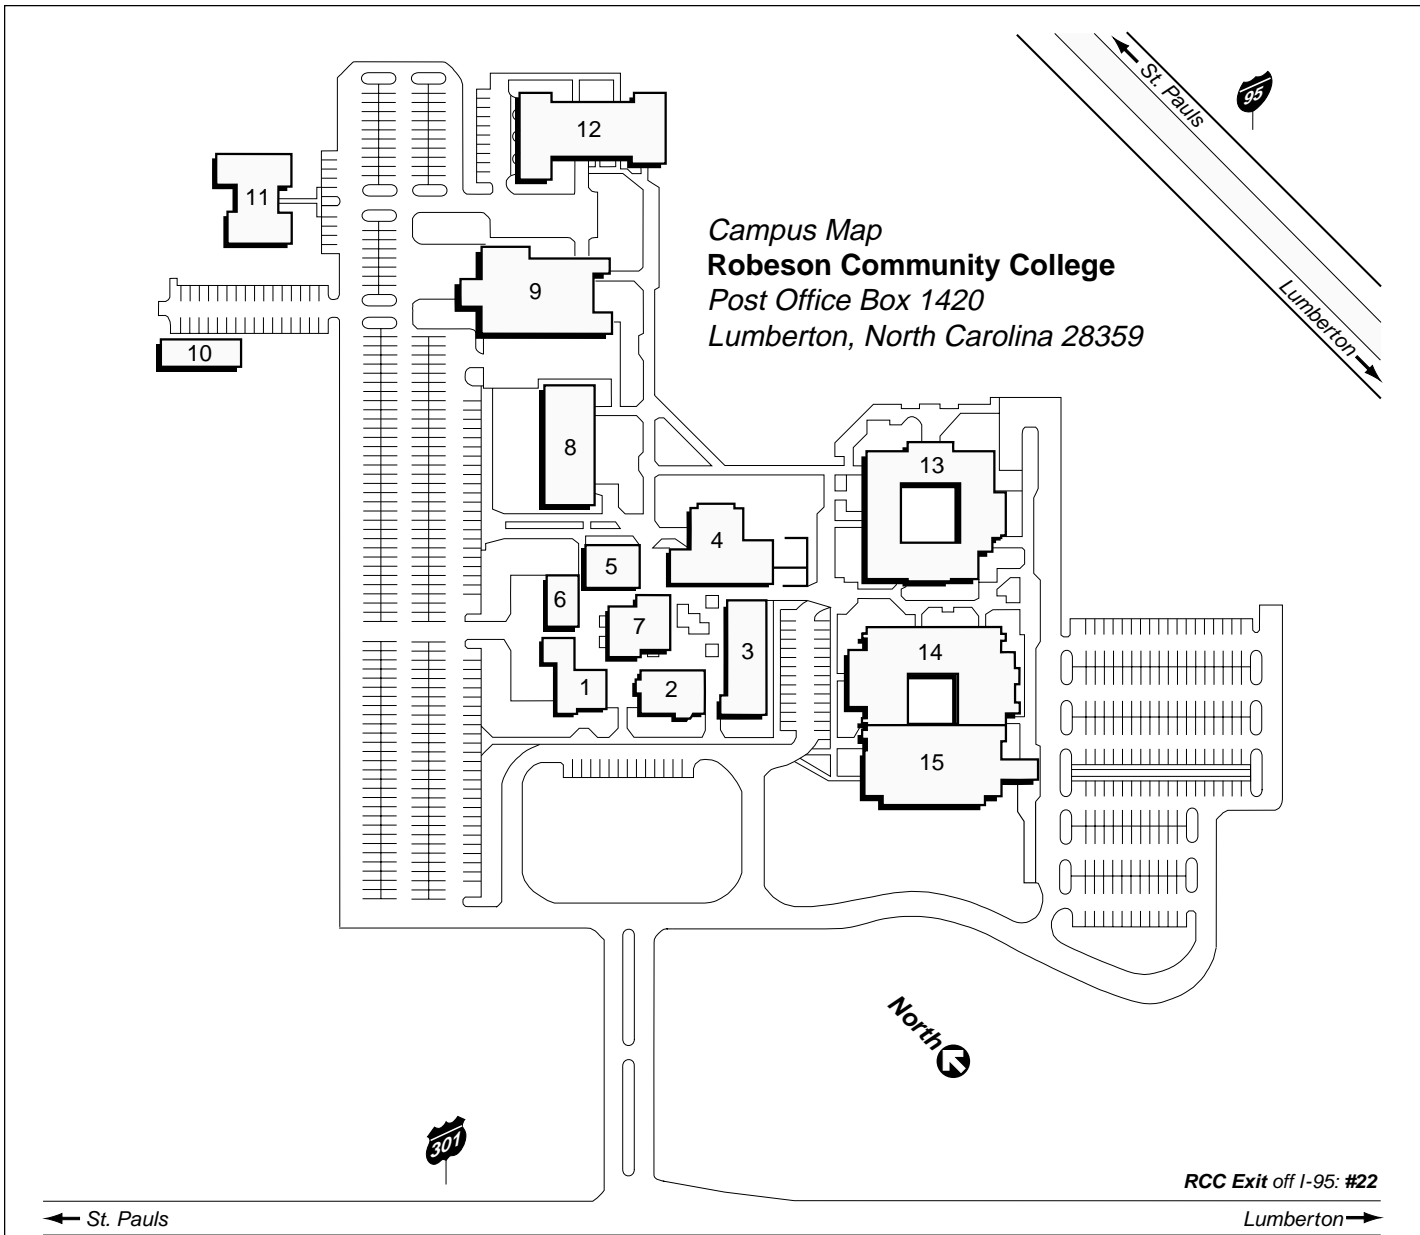 St. Pauls
95
12
11
Campus Map
Robeson Community College
Post Office Box 1420
Lumberton, North Carolina 28359
Lumberton
9
10
8
13
4
5
6
7
3
14
1
2
15
North
301
RCC Exit off I-95: #22
St. Pauls
Lumberton